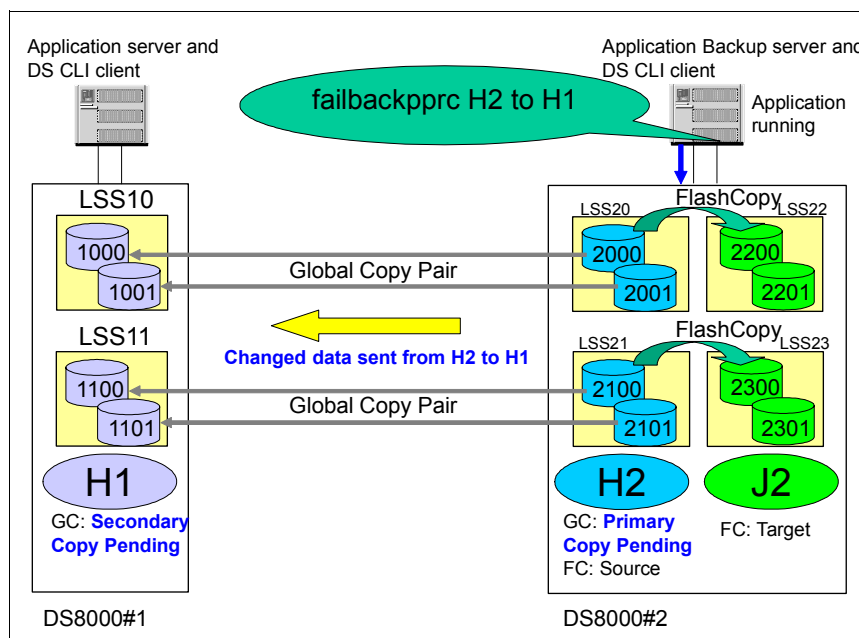 Application server and
DS CLI client
Application Backup server and
DS CLI client
failbackpprc H2 to H1
Application
running
LSS10
1000
1001
Global Copy Pair
LSS20
FlashCopy
LSS22
2000
2001
2200
2201
LSS11
1100
1101
Changed data sent from H2 to H1
Global Copy Pair
LSS21
FlashCopy
LSS23
2100
2101
2300
2301
H1
GC: Secondary
Copy Pending
H2
GC: Primary
Copy Pending
FC: Source
J2
FC: Target
DS8000#1
DS8000#2